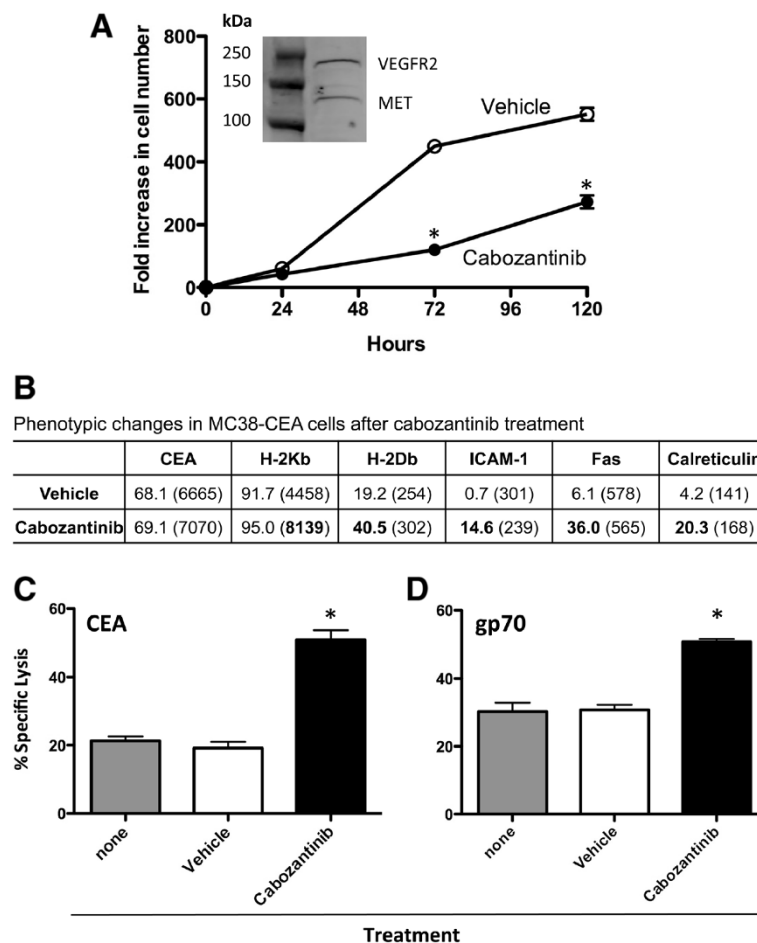 A
kDa
250
150
100
VEGFR2
MET
Fold increase in cell number
800
600
400
200
0
Vehicle
*
*
Cabozantinib
0 24 48 72 96 120
Hours
B
Phenotypic changes in MC38-CEA cells after cabozantinib treatment
CEA H-2Kb H-2Db ICAM-1 Fas Calreticulin
Vehicle 68.1 (6665) 91.7 (4458) 19.2 (254) 0.7 (301) 6.1 (578) 4.2 (141)
Cabozantinib 69.1 (7070) 95.0 (8139) 40.5 (302) 14.6 (239) 36.0 (565) 20.3 (168)
C
CEA
% Specific Lysis
60
40
20
0
*
none Vehicle Cabozantinib
D
gp70
60
40
20
0
*
none Vehicle Cabozantinib
Treatment